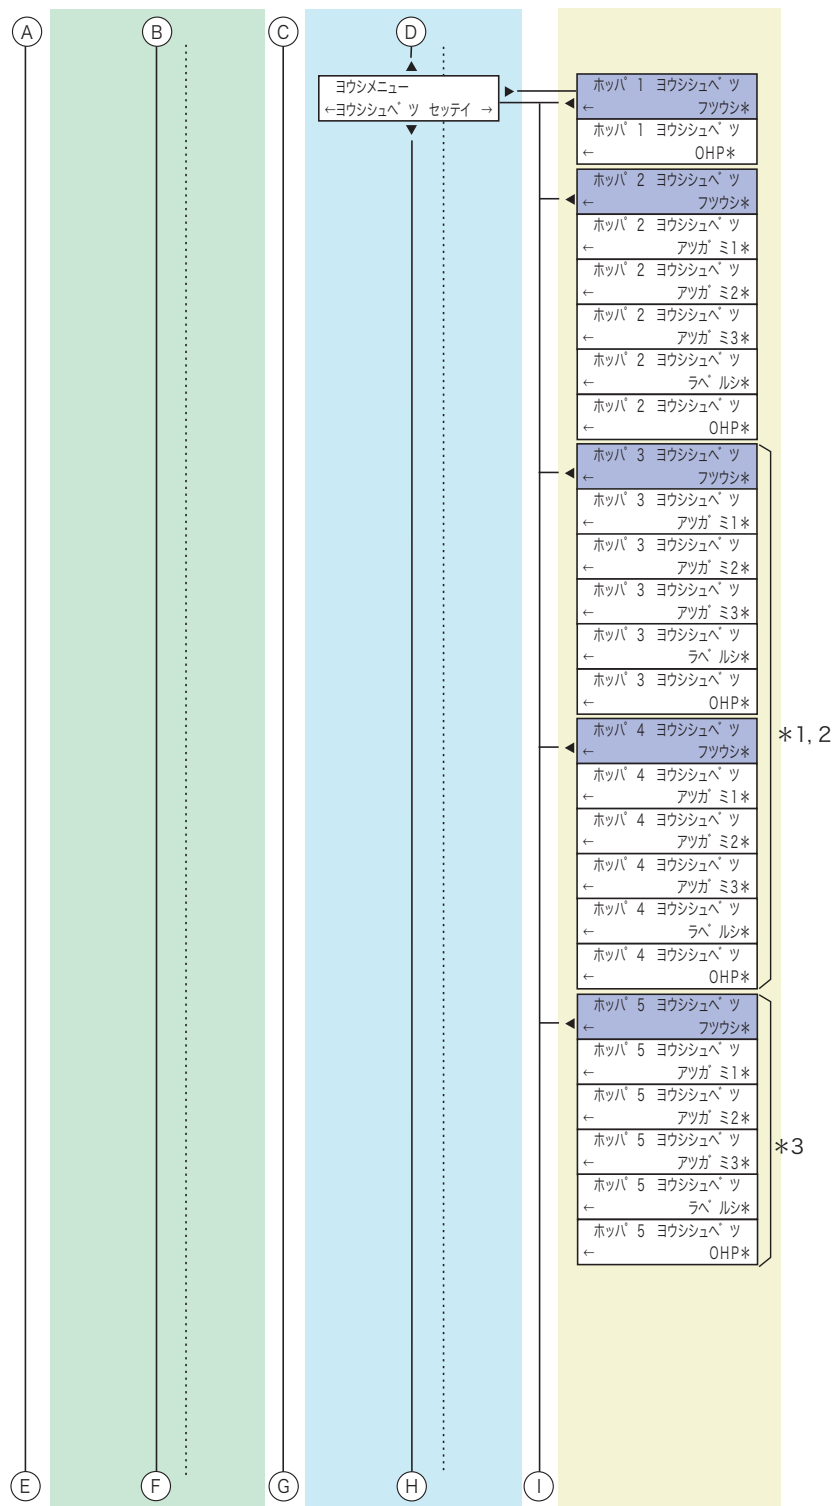 A B C D
ヨウシメニュー
←ヨウシシュベツ セッテイ →
ホッパ 1 ヨウシシュベツ
← フツウシ*
ホッパ 1 ヨウシシュベツ
← OHP*
ホッパ 2 ヨウシシュベツ
← フツウシ*
ホッパ 2 ヨウシシュベツ
← アツガミ1*
ホッパ 2 ヨウシシュベツ
← アツガミ2*
ホッパ 2 ヨウシシュベツ
← アツガミ3*
ホッパ 2 ヨウシシュベツ
← ラベルシ*
ホッパ 2 ヨウシシュベツ
← OHP*
ホッパ 3 ヨウシシュベツ
← フツウシ*
ホッパ 3 ヨウシシュベツ
← アツガミ1*
ホッパ 3 ヨウシシュベツ
← アツガミ2*
ホッパ 3 ヨウシシュベツ
← アツガミ3*
ホッパ 3 ヨウシシュベツ
← ラベルシ*
ホッパ 3 ヨウシシュベツ
← OHP*
ホッパ 4 ヨウシシュベツ
← フツウシ*
ホッパ 4 ヨウシシュベツ
← アツガミ1*
ホッパ 4 ヨウシシュベツ
← アツガミ2*
ホッパ 4 ヨウシシュベツ
← アツガミ3*
ホッパ 4 ヨウシシュベツ
← ラベルシ*
ホッパ 4 ヨウシシュベツ
← OHP*
*1, 2
ホッパ 5 ヨウシシュベツ
← フツウシ*
ホッパ 5 ヨウシシュベツ
← アツガミ1*
ホッパ 5 ヨウシシュベツ
← アツガミ2*
ホッパ 5 ヨウシシュベツ
← アツガミ3*
ホッパ 5 ヨウシシュベツ
← ラベルシ*
ホッパ 5 ヨウシシュベツ
← OHP*
*3
E F G H I